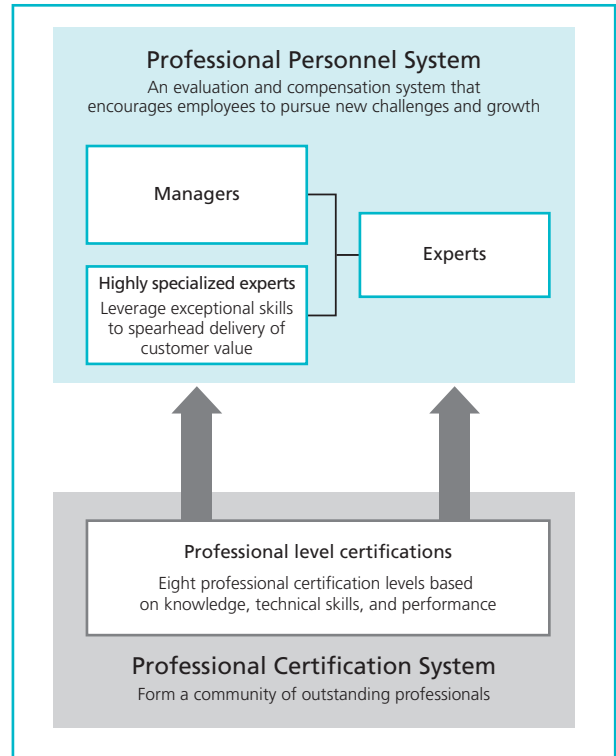 Professional Personnel System
An evaluation and compensation system that
encourages employees to pursue new challenges and growth
Managers
Highly specialized experts
Leverage exceptional skills
to spearhead delivery of
customer value
Experts
Professional level certifications
Eight professional certification levels based
on knowledge, technical skills, and performance
Professional Certification System
Form a community of outstanding professionals